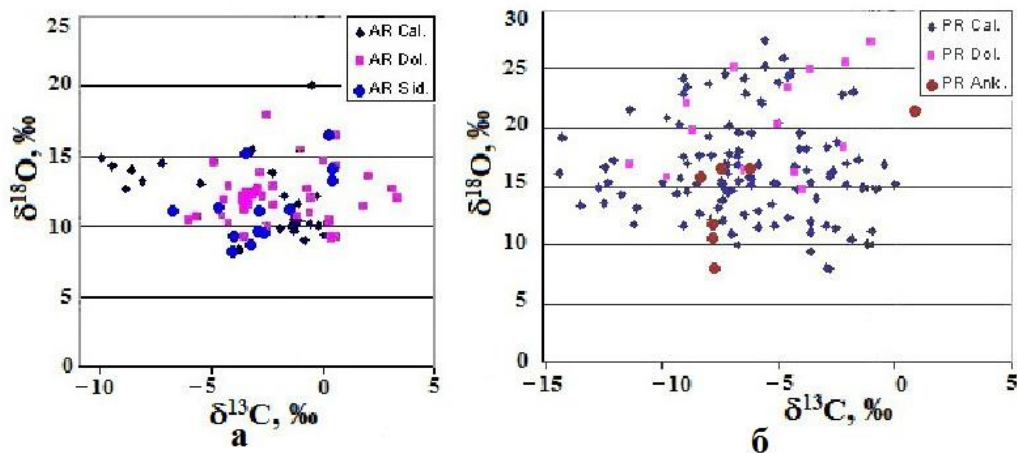 25
20
15
10
5
0
δ18O, ‰
AR Cal.
AR Dol.
AR Sid.
−10
−5
0
5
δ13C, ‰
а
30
25
20
15
10
5
0
δ18O, ‰
PR Cal.
PR Dol.
PR Ank.
−15
−10
−5
0
5
δ13C, ‰
б